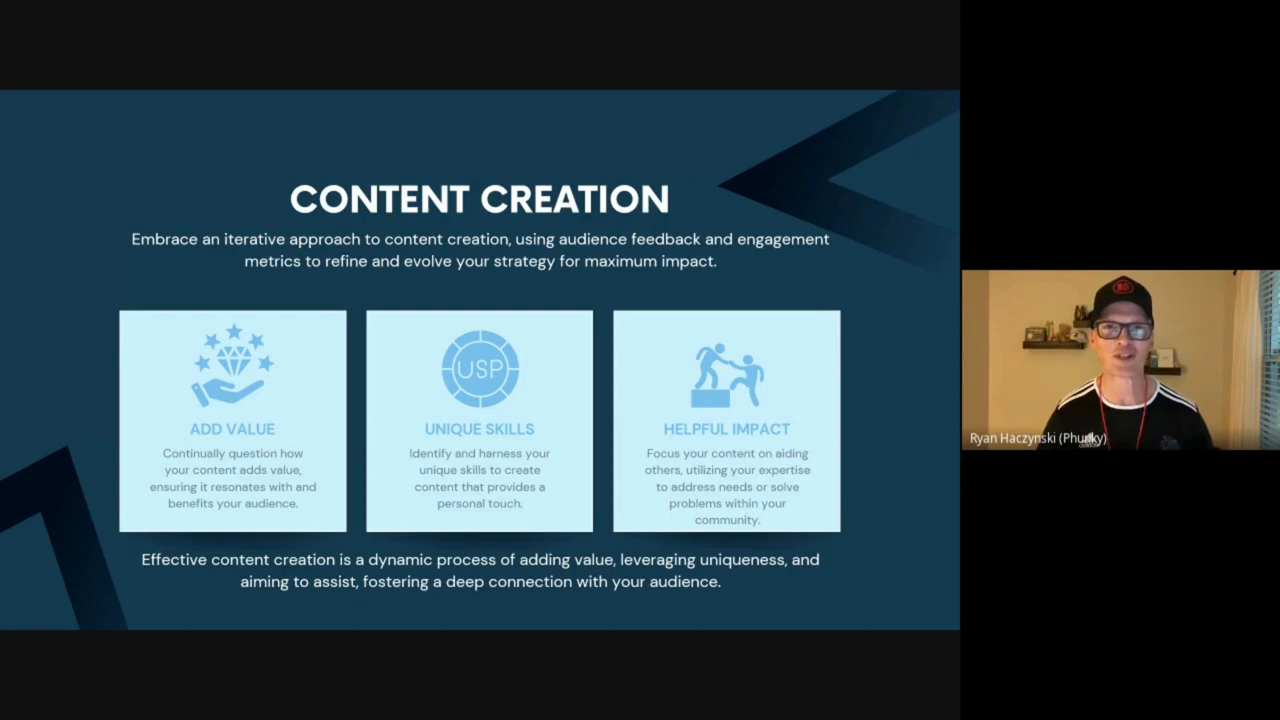 CONTENT CREATION
Embrace an iterative approach to content creation, using audience feedback and engagement
metrics to refine and evolve your strategy for maximum impact.
ADD VALUE
Continually question how
your content adds value,
ensuring it resonates with and
benefits your audience.
USP
UNIQUE SKILLS
Identify and harness your
unique skills to create
content that provides a
personal touch.
HELPFUL IMPACT
Focus your content on aiding
others, utilizing your expertise
to address needs or solve
problems within your
community.
Effective content creation is a dynamic process of adding value, leveraging uniqueness, and
aiming to assist, fostering a deep connection with your audience.
Ryan Haczynski (Phunky)